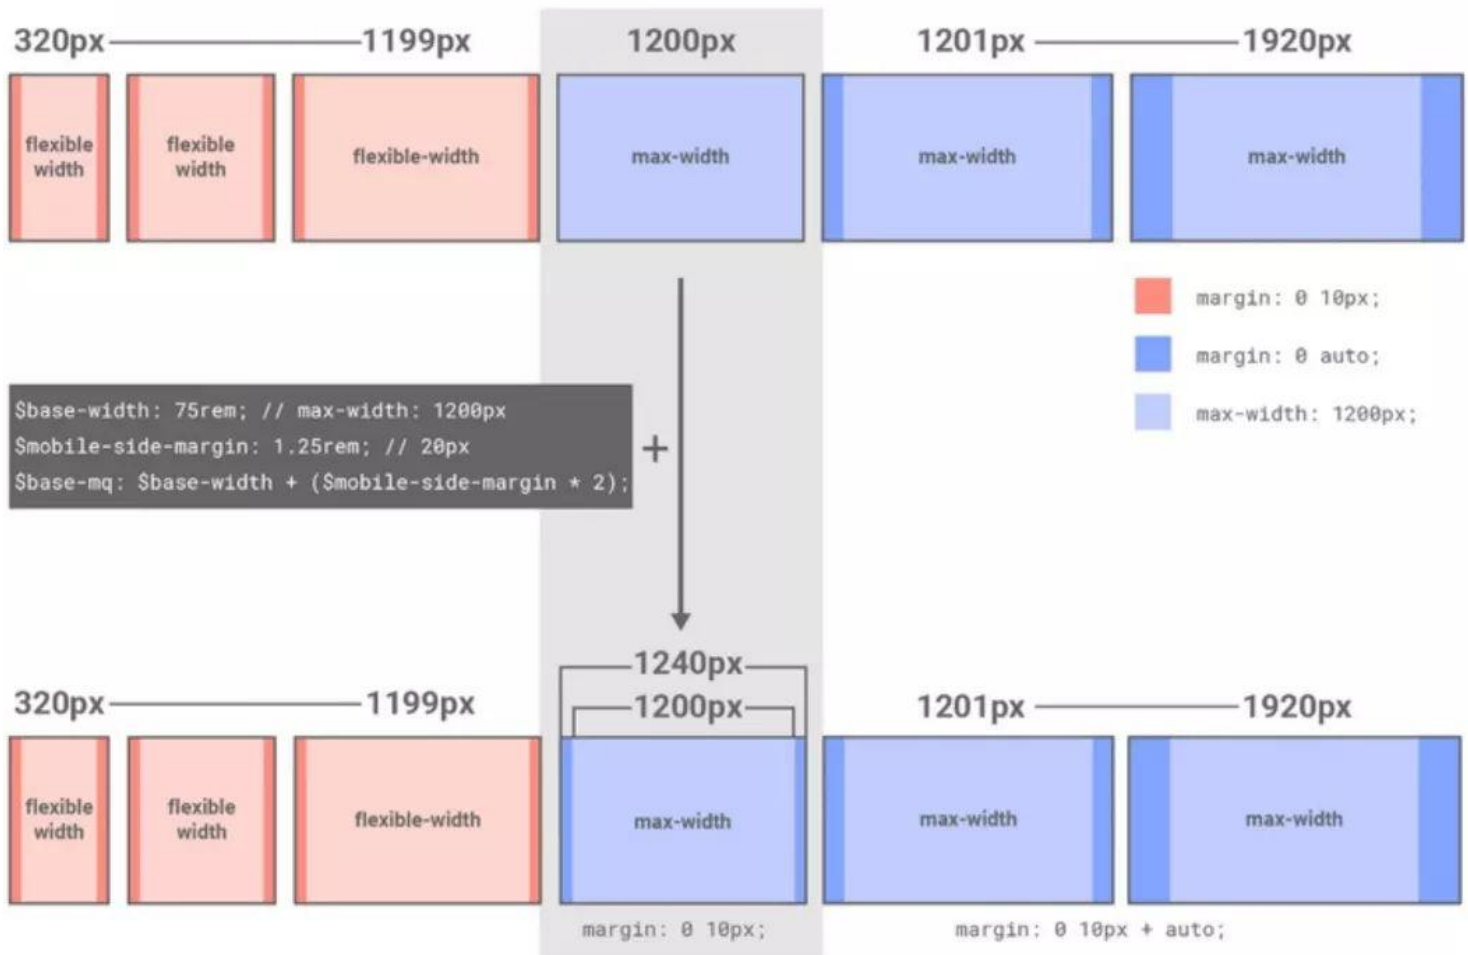 320px 1199px 1200px 1201px 1920px
flexible
width
flexible
width
flexible-width
max-width
max-width
max-width
margin: 0 10px;
margin: 0 auto;
max-width: 1200px;
$base-width: 75rem; // max-width: 1200px
$mobile-side-margin: 1.25rem; // 20px
$base-mq: $base-width + ($mobile-side-margin * 2);
+
1240px
320px 1199px 1200px 1201px 1920px
flexible
width
flexible
width
flexible-width
max-width
max-width
max-width
margin: 0 10px;
margin: 0 10px + auto;